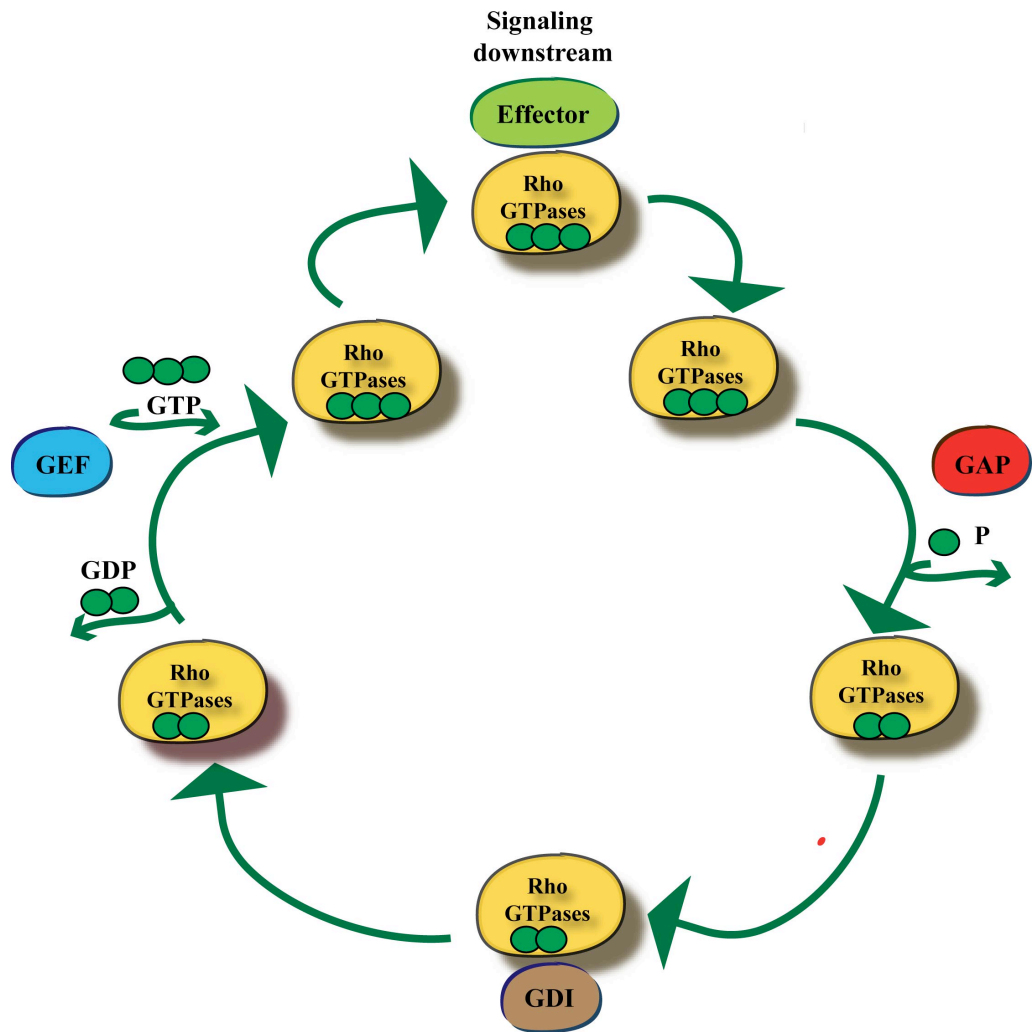 Signaling
downstream
Effector
Rho
GTPases
Rho
GTPases
Rho
GTPases
GTP
GEF
GAP
P
GDP
Rho
GTPases
Rho
GTPases
Rho
GTPases
GDI